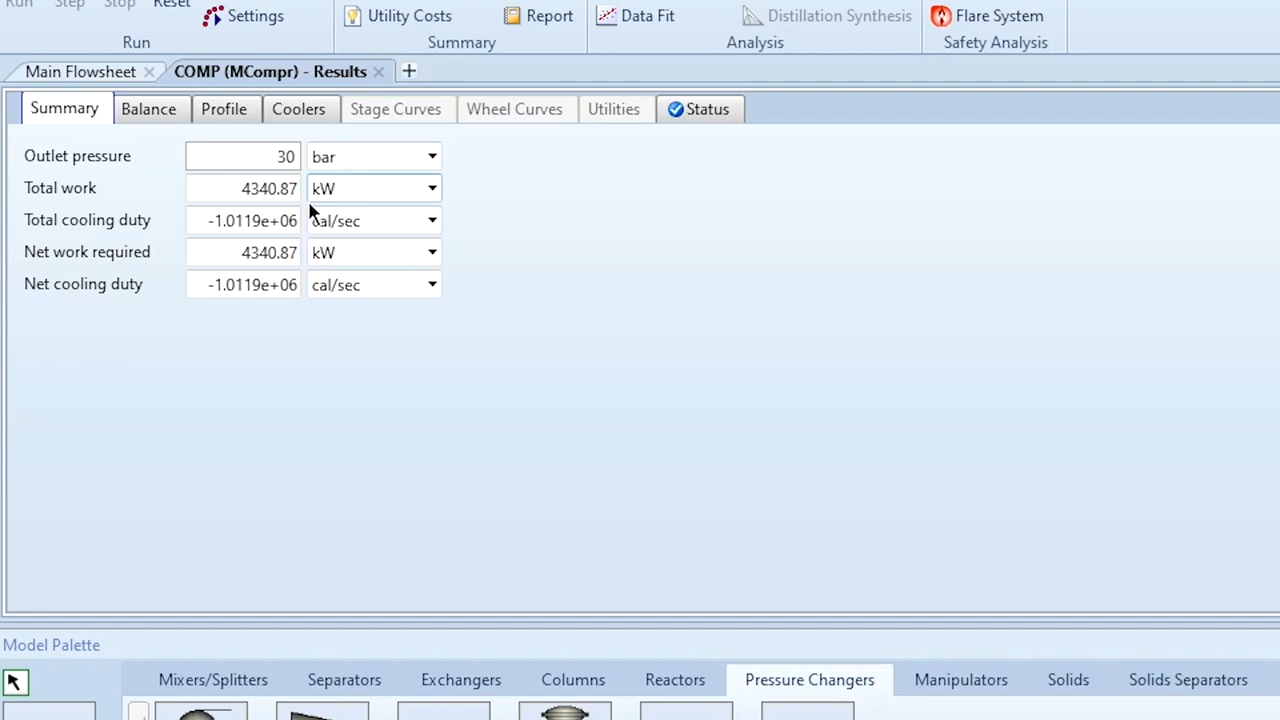 Run Step Stop Reset Settings Utility Costs Report Data Fit Distillation Synthesis Flare System
Run Summary Analysis Safety Analysis
Main Flowsheet COMP (MCompr) - Results
Summary Balance Profile Coolers Stage Curves Wheel Curves Utilities Status
Outlet pressure 30 bar
Total work 4340.87 kW
Total cooling duty -1.0119e+06 cal/sec
Net work required 4340.87 kW
Net cooling duty -1.0119e+06 cal/sec
Model Palette
Mixers/Splitters Separators Exchangers Columns Reactors Pressure Changers Manipulators Solids Solids Separators